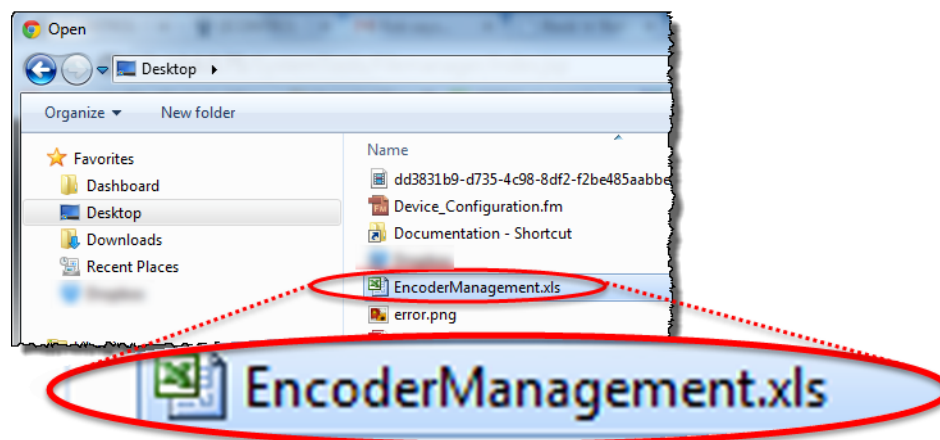 Open
Desktop
Organize New folder
Favorites
Dashboard
Desktop
Downloads
Recent Places
Name
dd3831b9-d735-4c98-8df2-f2be485aabbe
Device_Configuration.fm
Documentation - Shortcut
EncoderManagement.xls
error.png
EncoderManagement.xls